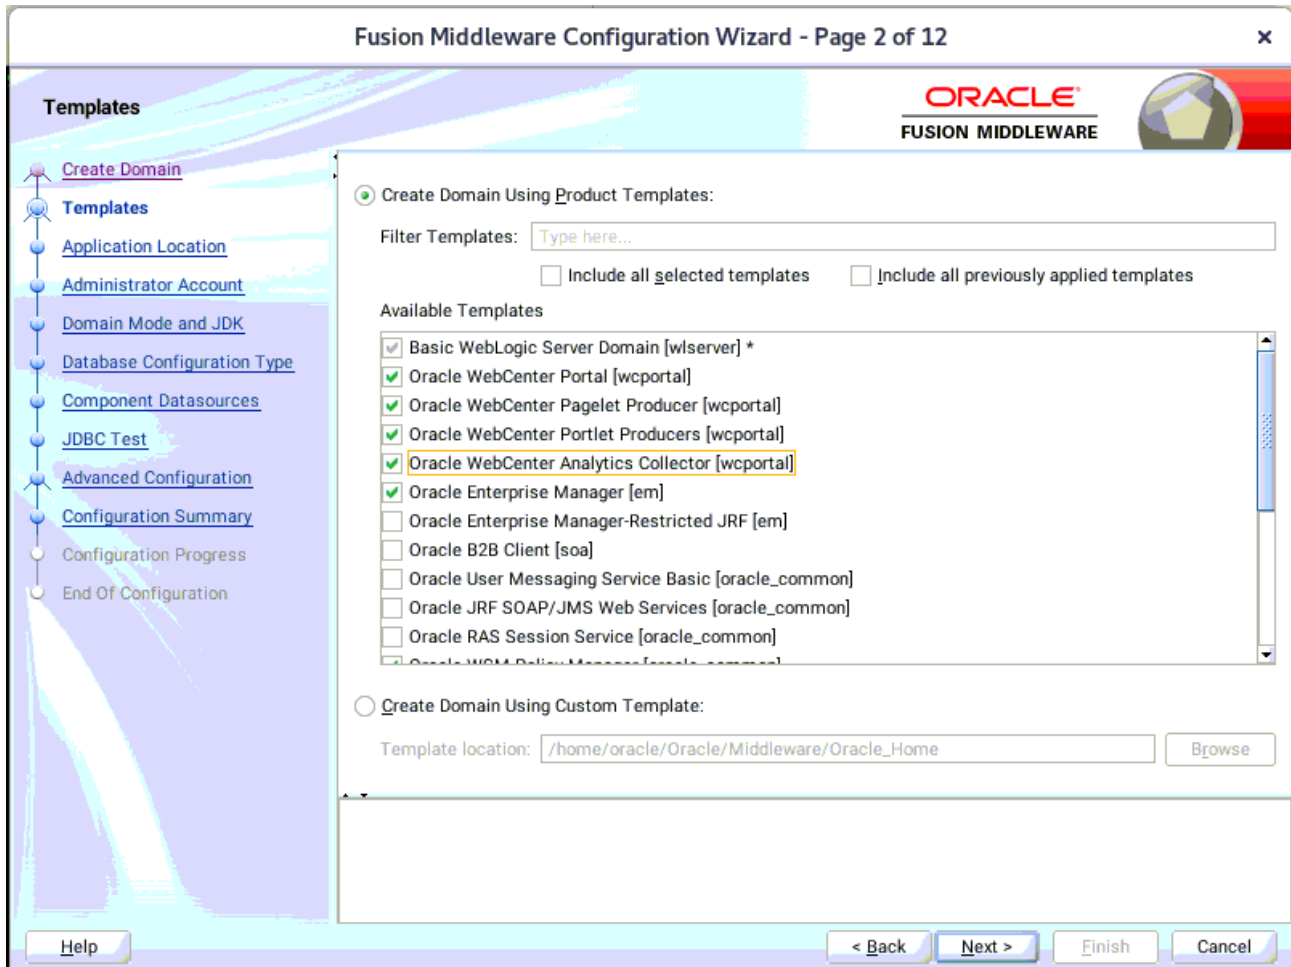 Fusion Middleware Configuration Wizard - Page 2 of 12
Templates
ORACLE
FUSION MIDDLEWARE
Create Domain
Templates
Application Location
Administrator Account
Domain Mode and JDK
Database Configuration Type
Component Datasources
JDBC Test
Advanced Configuration
Configuration Summary
Configuration Progress
End Of Configuration
Create Domain Using Product Templates:
Filter Templates: Type here...
Include all selected templates Include all previously applied templates
Available Templates
Basic WebLogic Server Domain [wlserver] *
Oracle WebCenter Portal [wcportal]
Oracle WebCenter Pagelet Producer [wcportal]
Oracle WebCenter Portlet Producers [wcportal]
Oracle WebCenter Analytics Collector [wcportal]
Oracle Enterprise Manager [em]
Oracle Enterprise Manager-Restricted JRF [em]
Oracle B2B Client [soa]
Oracle User Messaging Service Basic [oracle_common]
Oracle JRF SOAP/JMS Web Services [oracle_common]
Oracle RAS Session Service [oracle_common]
Oracle WSM Policy Manager [oracle_common]
Create Domain Using Custom Template:
Template location: /home/oracle/Oracle/Middleware/Oracle_Home Browse
Help < Back Next > Finish Cancel